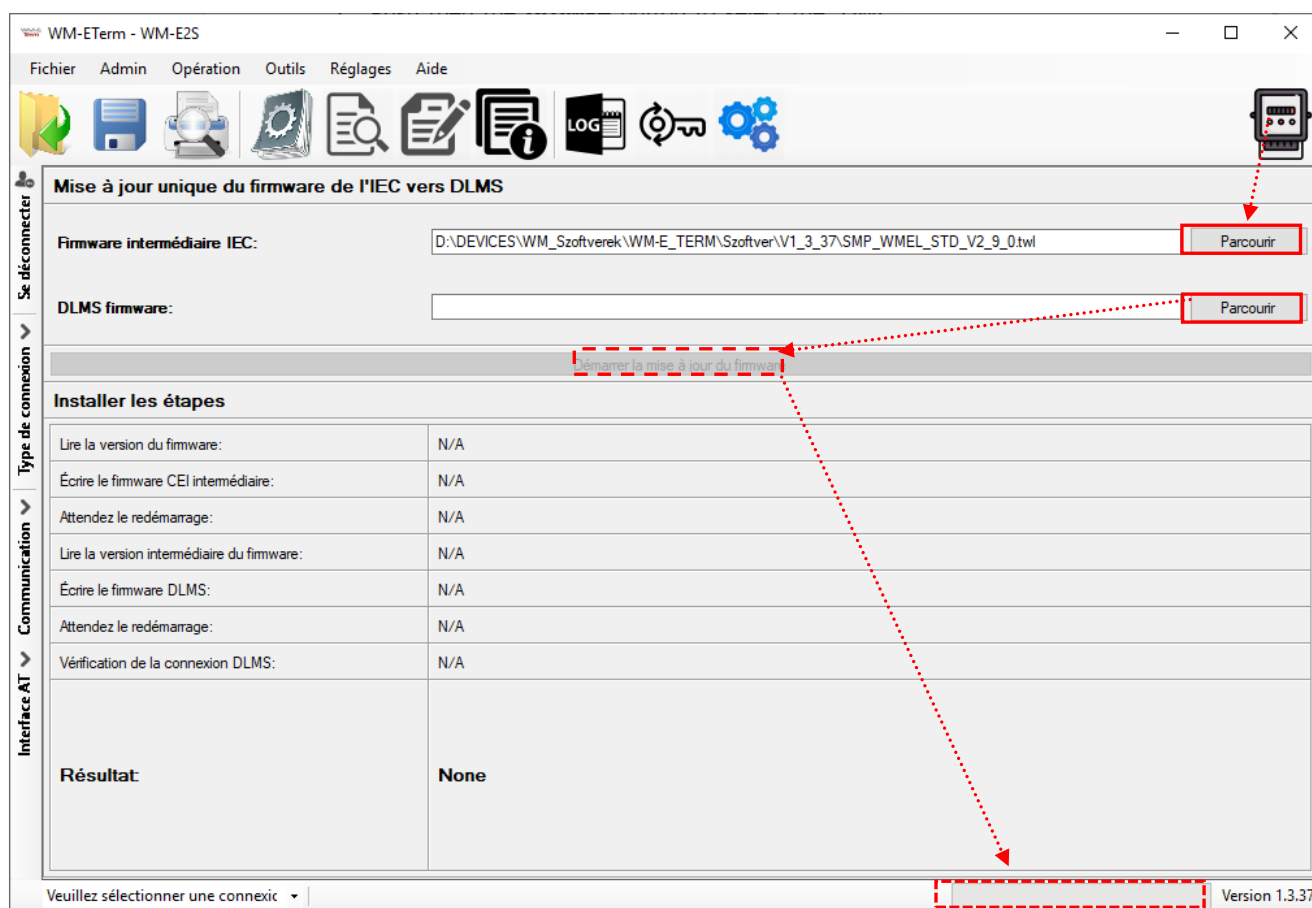 WM-ETerm - WM-E2S
Fichier Admin Opération Outils Réglages Aide
LOG
Se déconnecter
Type de connexion
Communication
Interface AT
Mise à jour unique du firmware de l'IEC vers DLMS
Firmware intermédiaire IEC:
D:\DEVICES\WM_Szoftverek\WM-E_TERM\Szoftver\V1_3_37\SMP_WMEL_STD_V2_9_0.twl
Parcourir
DLMS firmware:
Parcourir
Démarrer la mise à jour du firmware
Installer les étapes
Lire la version du firmware: N/A
Écrire le firmware CEI intermédiaire: N/A
Attendez le redémarrage: N/A
Lire la version intermédiaire du firmware: N/A
Écrire le firmware DLMS: N/A
Attendez le redémarrage: N/A
Vérification de la connexion DLMS: N/A
Résultat: None
Veuillez sélectionner une connexic
Version 1.3.37